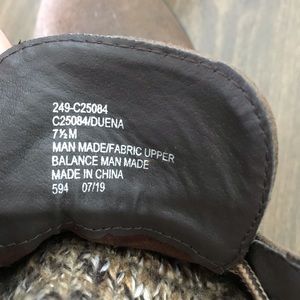 249-C25084
C25084/DUENA
7½M
MAN MADE/FABRIC UPPER
BALANCE MAN MADE
MADE IN CHINA
594 07/19